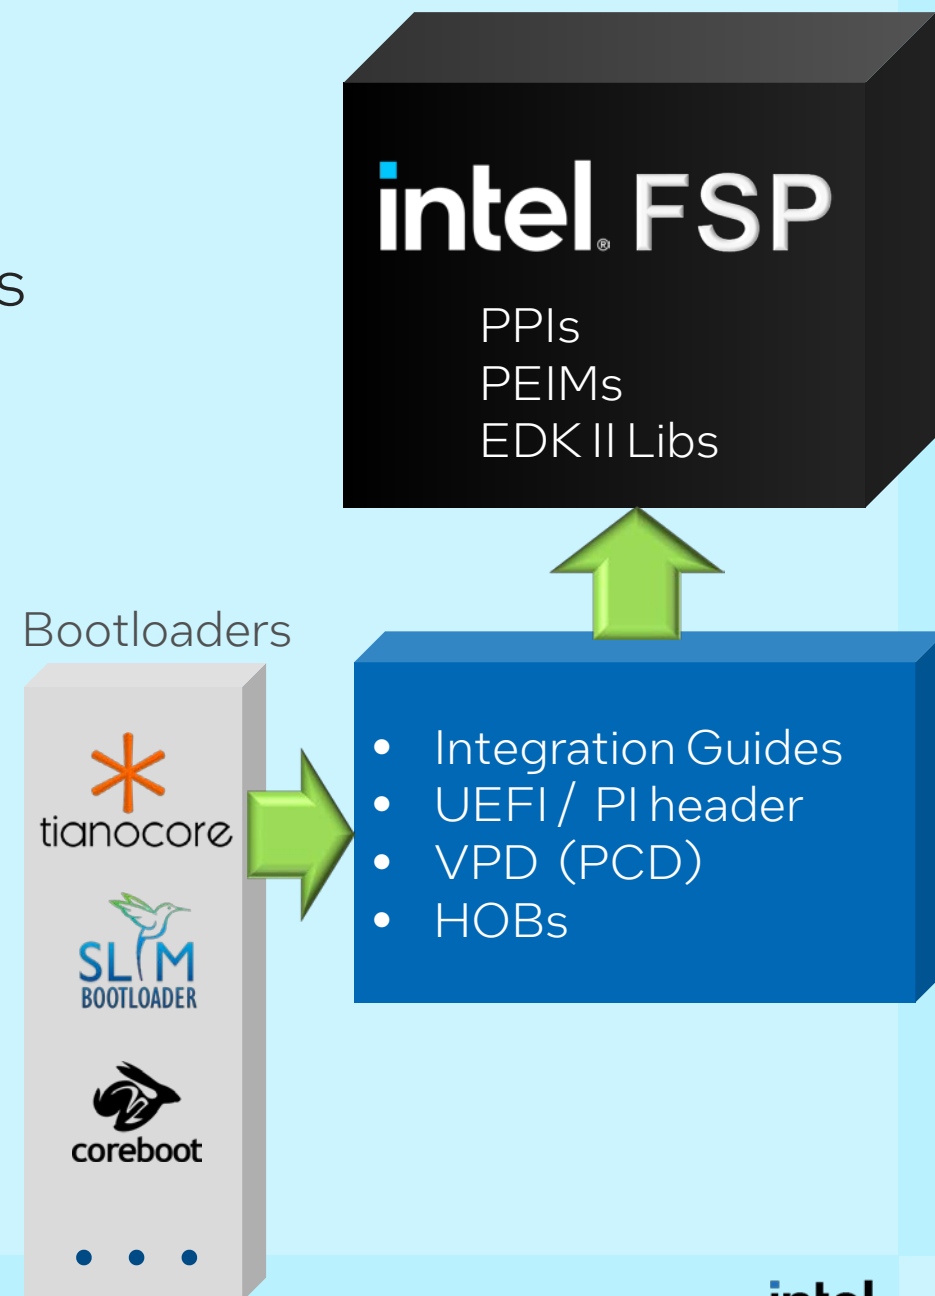 intel® FSP
s
PPIs
PEIMs
EDK II Libs
Bootloaders
tianocore
SLIM
BOOTLOADER
coreboot
• • •
• Integration Guides
• UEFI / PI header
• VPD (PCD)
• HOBs
intel